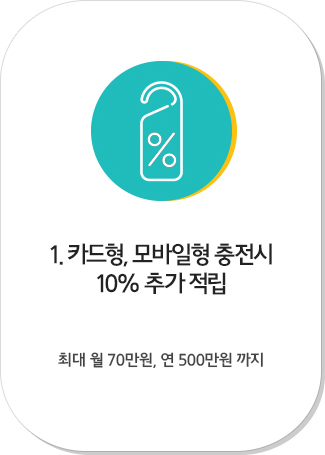 %
1. 카드형, 모바일형 충전시
10% 추가 적립
최대 월 70만원, 연 500만원 까지